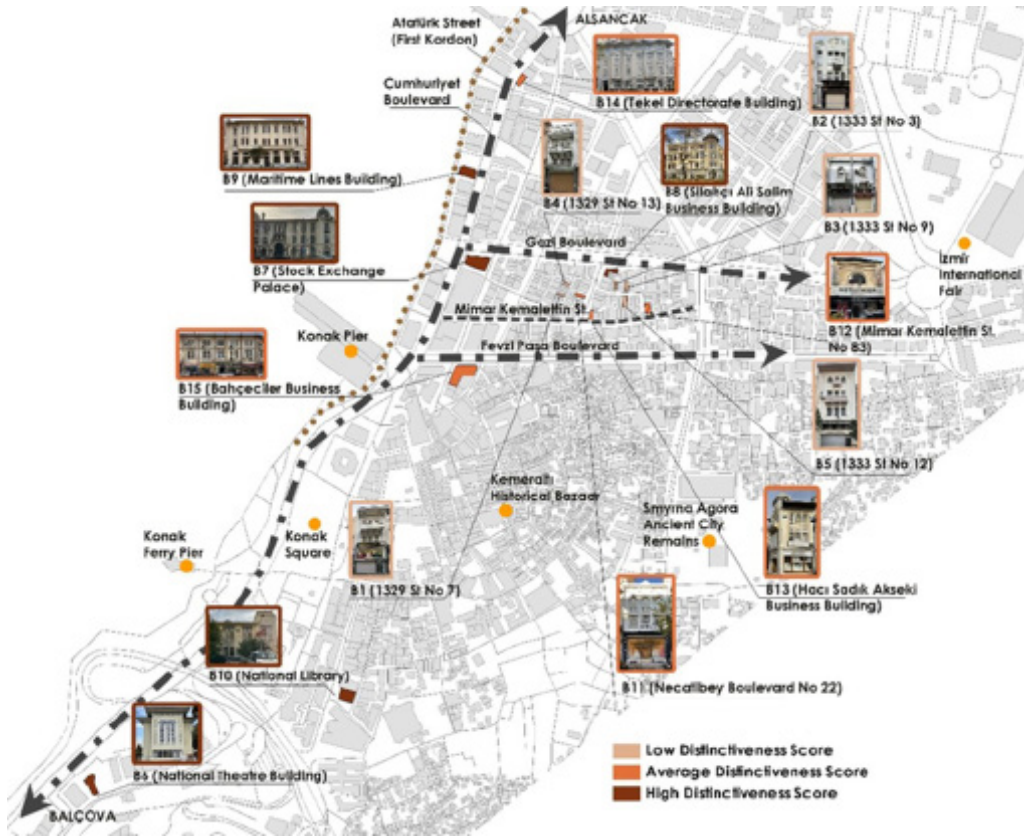 Atatürk Street
(First Kordon)
ALSANCAK
Cumhuriyet
Boulevard
B14 (Tekel Directorate Building)
B2 (1333 St No 3)
B9 (Maritime Lines Building)
B4 (1329 St No 13)
B8 (Silahçı Ali Salim
Business Building)
B3 (1333 St No 9)
Gazi Boulevard
B7 (Stock Exchange
Palace)
İzmir
International
Fair
Mimar Kemalettin St.
B12 (Mimar Kemalettin St.
No 83)
Konak Pier
Fevzi Paşa Boulevard
B15 (Bahçeciler Business
Building)
B5 (1333 St No 12)
Kemeraltı
Historical Bazaar
Smyrna Agora
Ancient City
Remains
Konak
Ferry Pier
Konak
Square
B1 (1329 St No 7)
B13 (Hacı Sadık Akseki
Business Building)
B10 (National Library)
B11 (Necatibey Boulevard No 22)
B6 (National Theatre Building)
BALÇOVA
Low Distinctiveness Score
Average Distinctiveness Score
High Distinctiveness Score